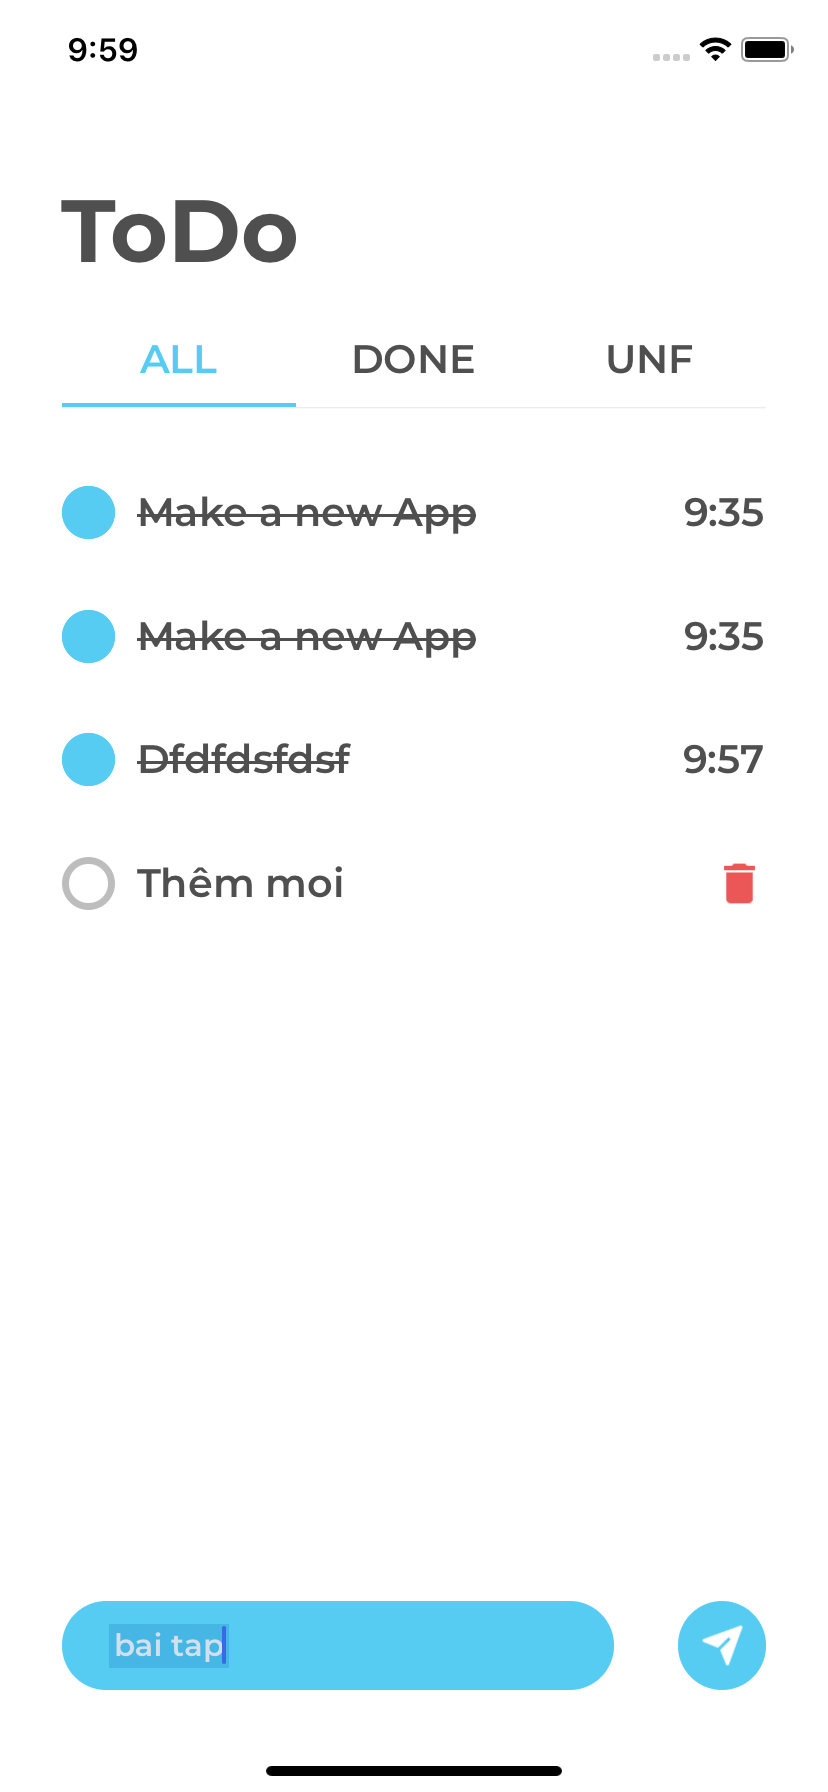 9:59
ToDo
ALL DONE UNF
Make a new App 9:35
Make a new App 9:35
Dfdfdsfdsf 9:57
Thêm moi
bai tap